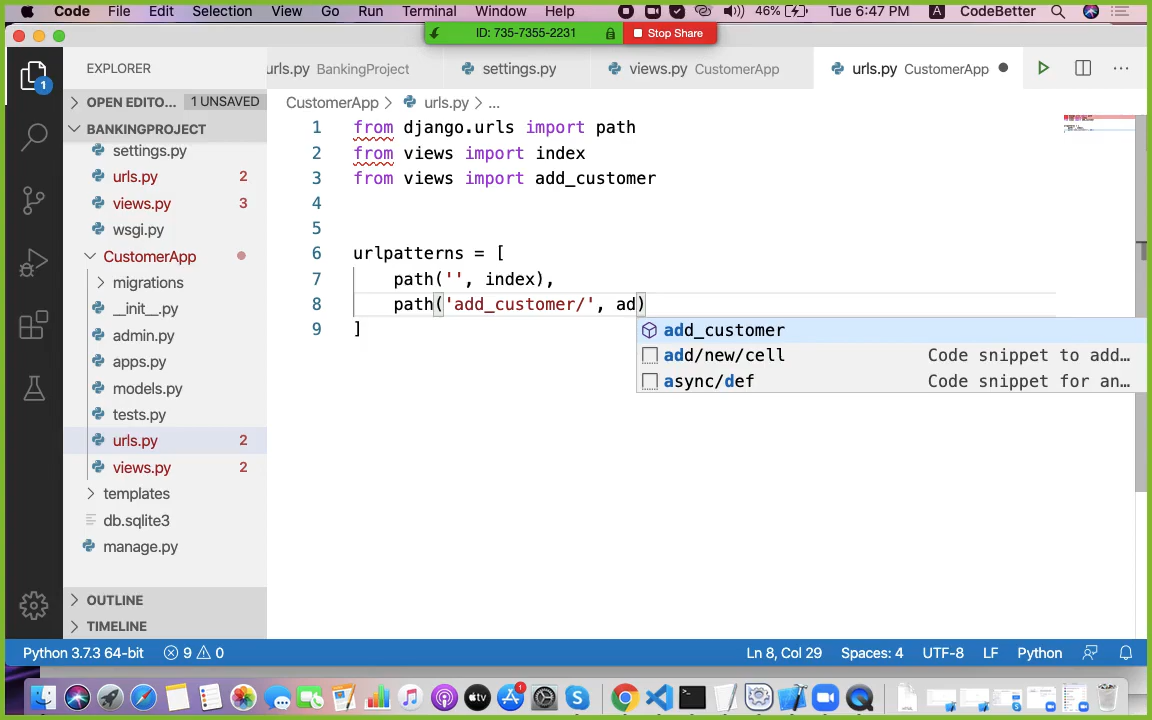 Code File Edit Selection View Go Run Terminal Window Help 46% Tue 6:47 PM A CodeBetter
ID: 735-7355-2231 Stop Share
EXPLORER
urls.py BankingProject settings.py views.py CustomerApp urls.py CustomerApp
OPEN EDITO... 1 UNSAVED
CustomerApp > urls.py > ...
BANKINGPROJECT
settings.py
urls.py 2
views.py 3
wsgi.py
CustomerApp
migrations
__init__.py
admin.py
apps.py
models.py
tests.py
urls.py 2
views.py 2
templates
db.sqlite3
manage.py
OUTLINE
TIMELINE
1 from django.urls import path
2 from views import index
3 from views import add_customer
4
5
6 urlpatterns = [
7 path('', index),
8 path('add_customer/', ad)
9 ]
add_customer
add/new/cell Code snippet to add...
async/def Code snippet for an...
1
Python 3.7.3 64-bit 9 0 Ln 8, Col 29 Spaces: 4 UTF-8 LF Python
tv 1